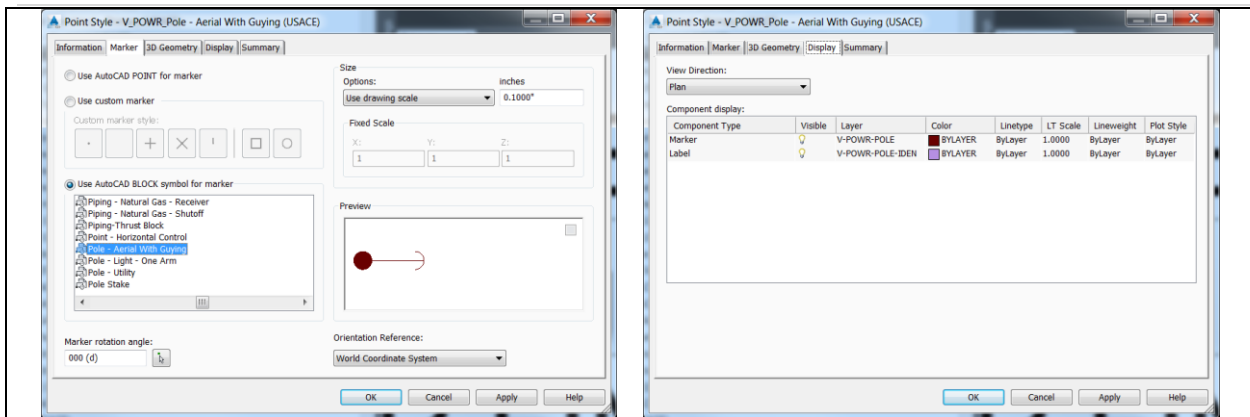 Point Style - V_POWR_Pole - Aerial With Guying (USACE)
Information Marker 3D Geometry Display Summary
Use AutoCAD POINT for marker
Use custom marker
Custom marker style:
Use AutoCAD BLOCK symbol for marker
Piping - Natural Gas - Receiver
Piping - Natural Gas - Shutoff
Piping-Thrust Block
Point - Horizontal Control
Pole - Aerial With Guying
Pole - Light - One Arm
Pole - Utility
Pole Stake
Marker rotation angle:
000 (d)
Size
Options: inches
Use drawing scale 0.1000"
Fixed Scale
X: Y: Z:
1 1 1
Preview
Orientation Reference:
World Coordinate System
OK Cancel Apply Help
Point Style - V_POWR_Pole - Aerial With Guying (USACE)
Information Marker 3D Geometry Display Summary
View Direction:
Plan
Component display:
Component Type Visible Layer Color Linetype LT Scale Lineweight Plot Style
Marker V-POWR-POLE BYLAYER ByLayer 1.0000 ByLayer ByLayer
Label V-POWR-POLE-IDEN BYLAYER ByLayer 1.0000 ByLayer ByLayer
OK Cancel Apply Help